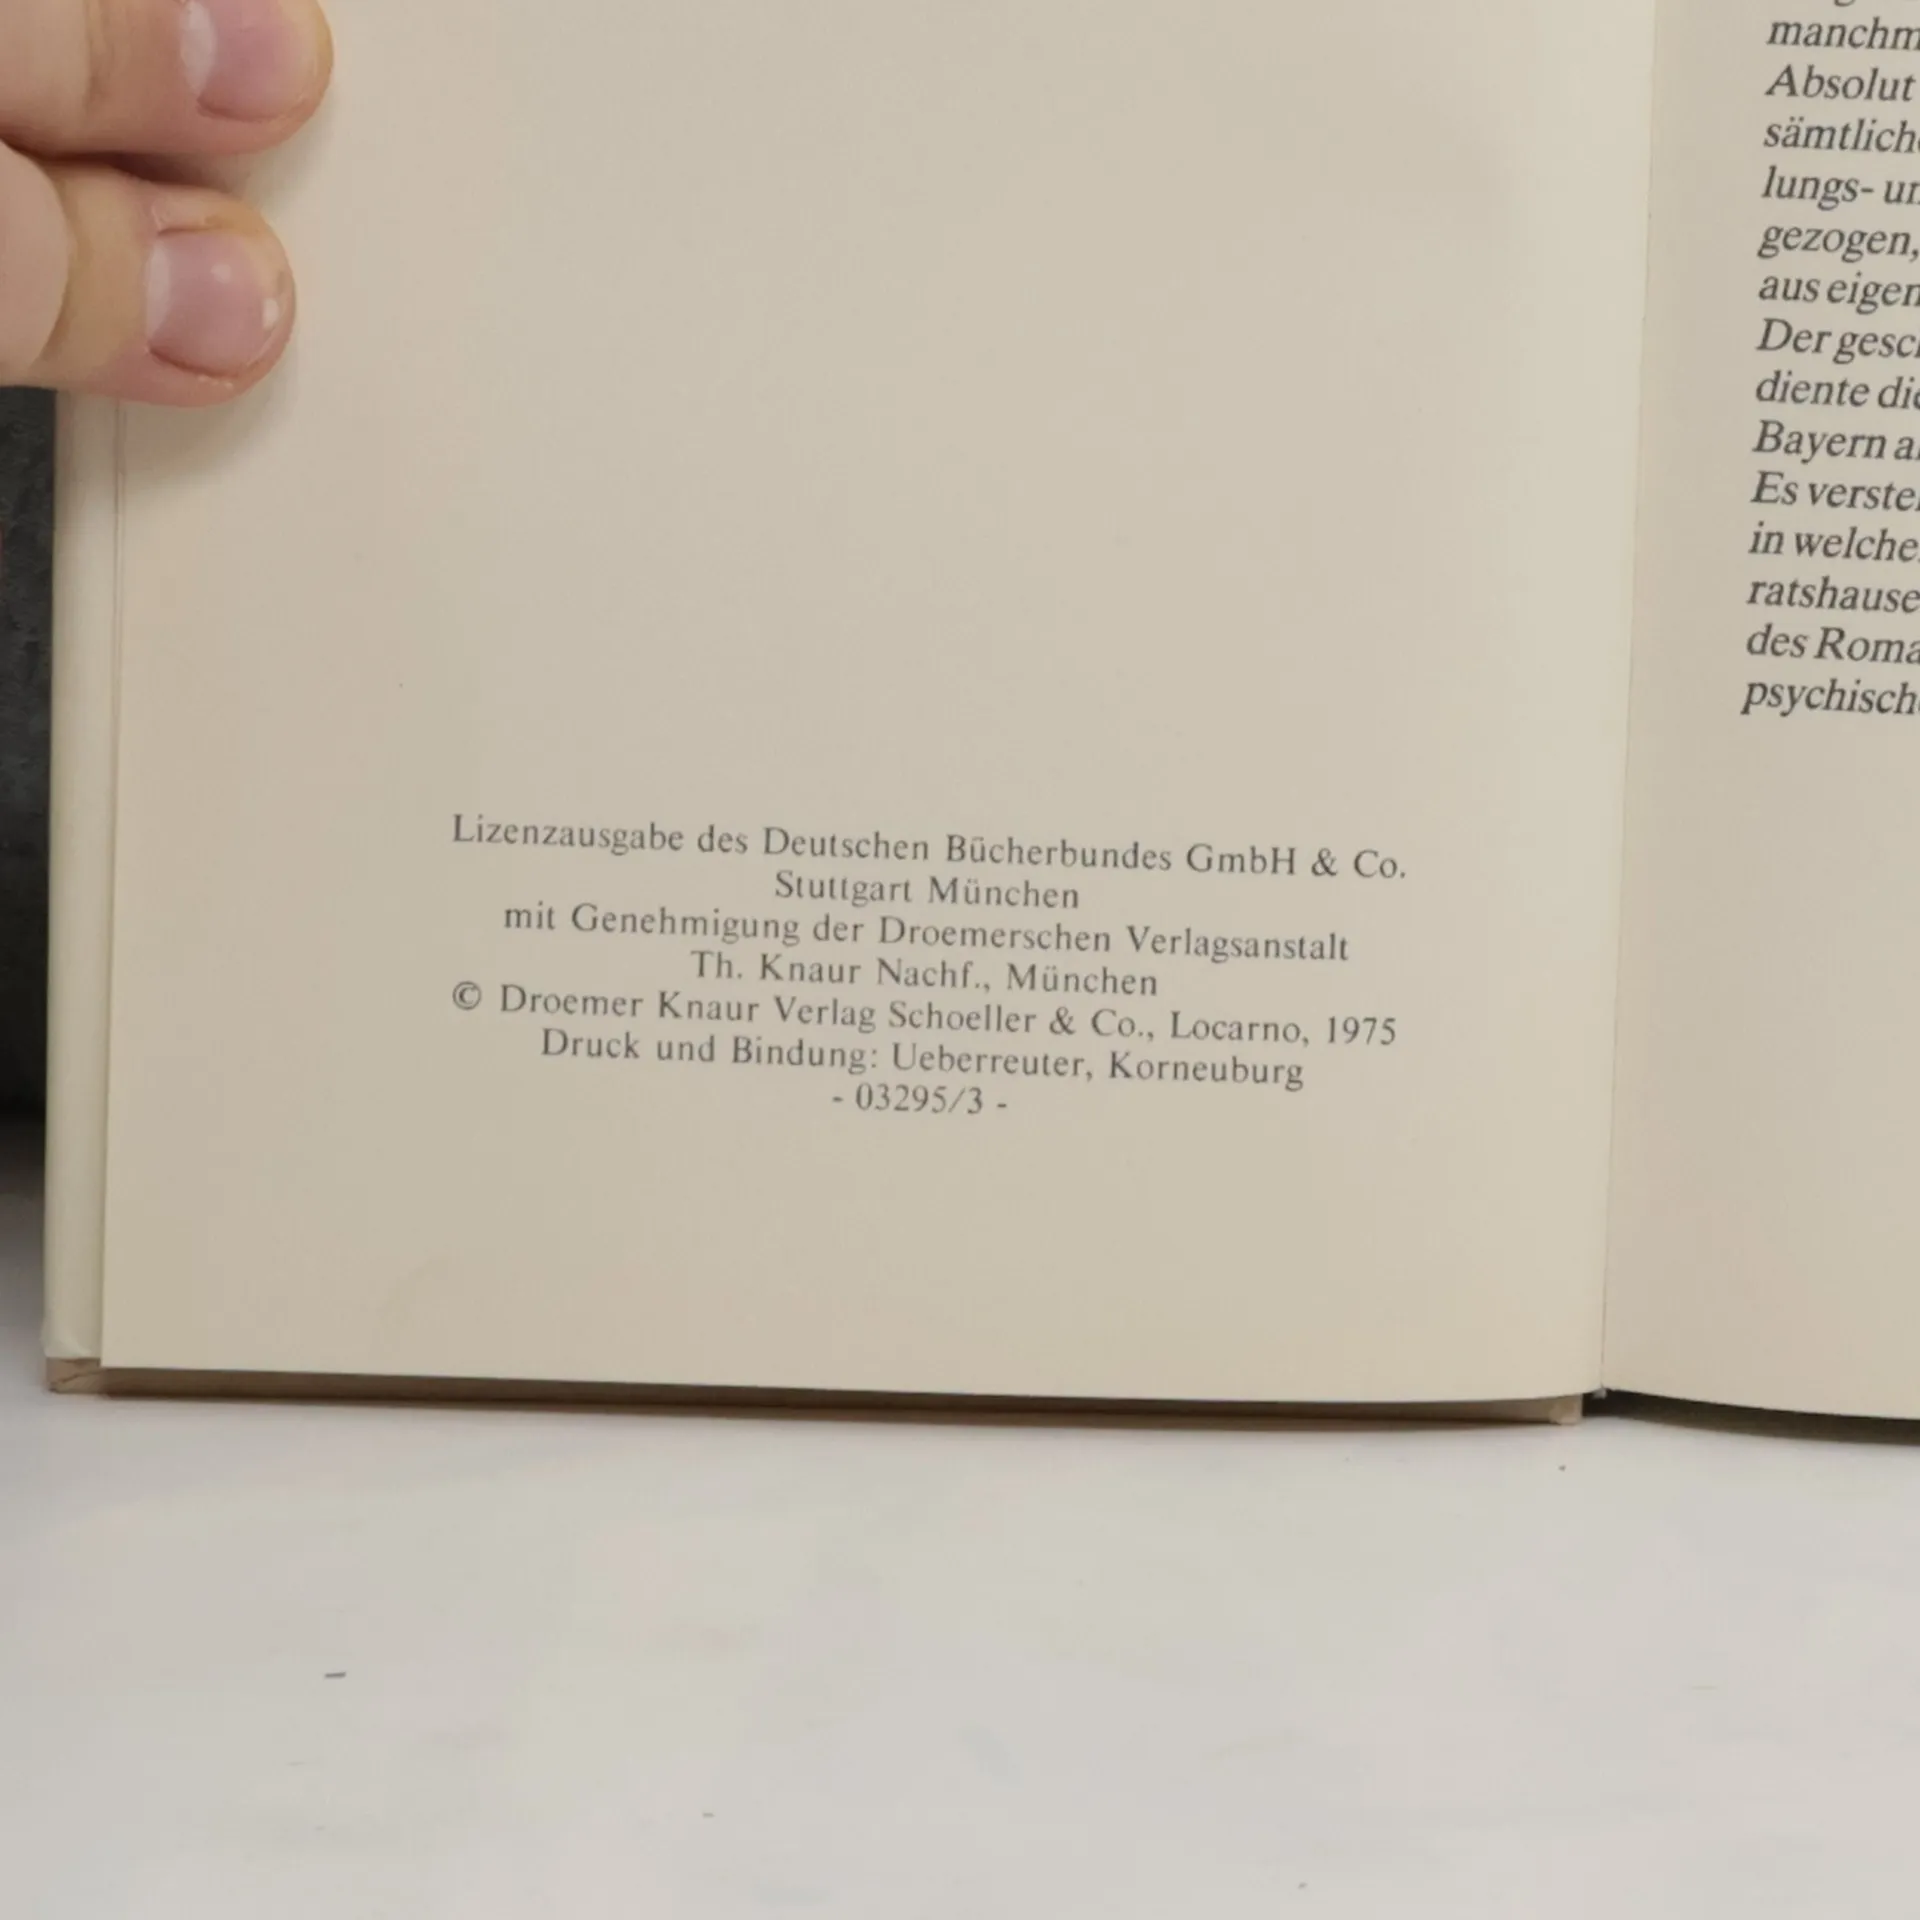 Lizenzausgabe des Deutschen Bücherbundes GmbH & Co.
Stuttgart München
mit Genehmigung der Droemerschen Verlagsanstalt
Th. Knaur Nachf., München
© Droemer Knaur Verlag Schoeller & Co., Locarno, 1975
Druck und Bindung: Ueberreuter, Korneuburg
- 03295/3 -
manchm
Absolut
sämtlich
lungs- un
gezogen,
aus eigen
Der gesc
diente die
Bayern a
Es verste
in welche
ratshause
des Roma
psychisch